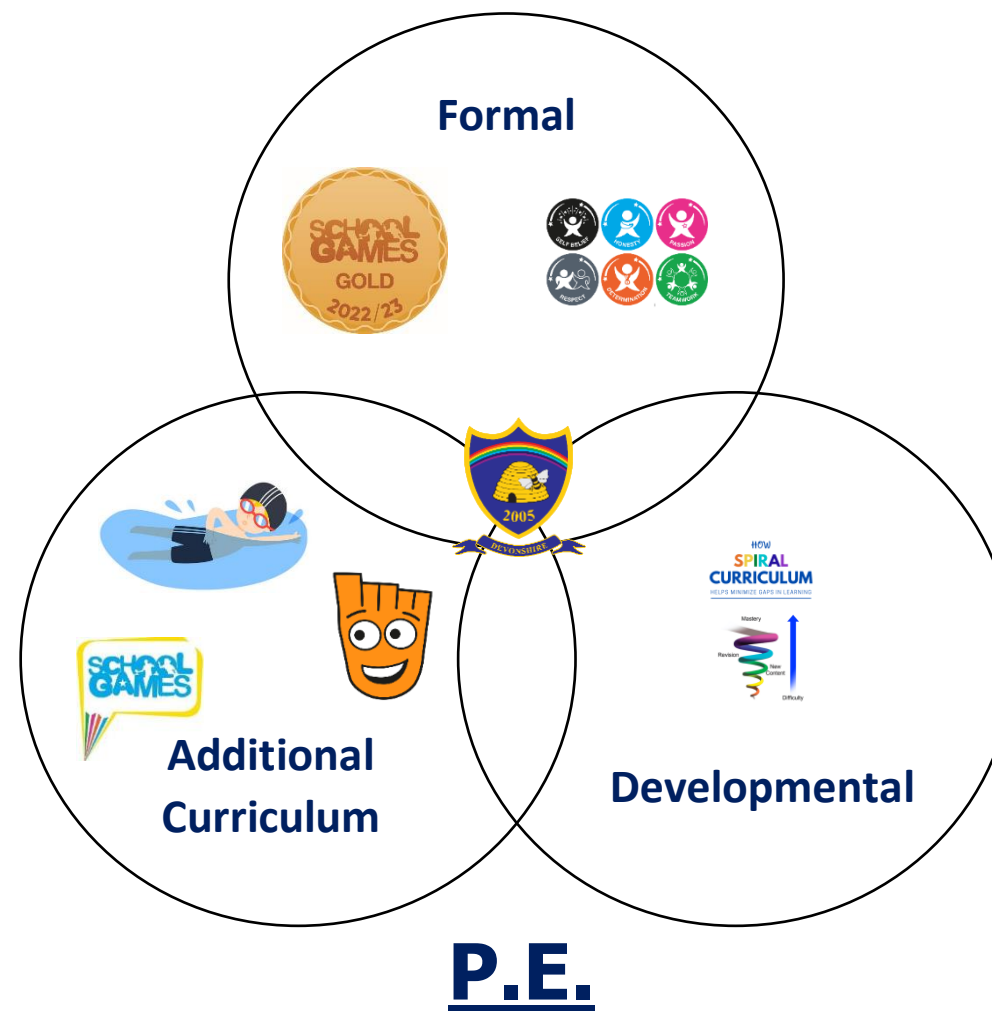 Formal
SCHOOL
GAMES
GOLD
2022/23
SELF BELIEF
HONESTY
PASSION
RESPECT
DETERMINATION
TEAMWORK
2005
DEVONSHIRE
SCHOOL
GAMES
Additional
Curriculum
HOW
SPIRAL
CURRICULUM
HELPS MINIMIZE GAPS IN LEARNING
Mastery
Revision
New
Content
Difficulty
Developmental
P.E.